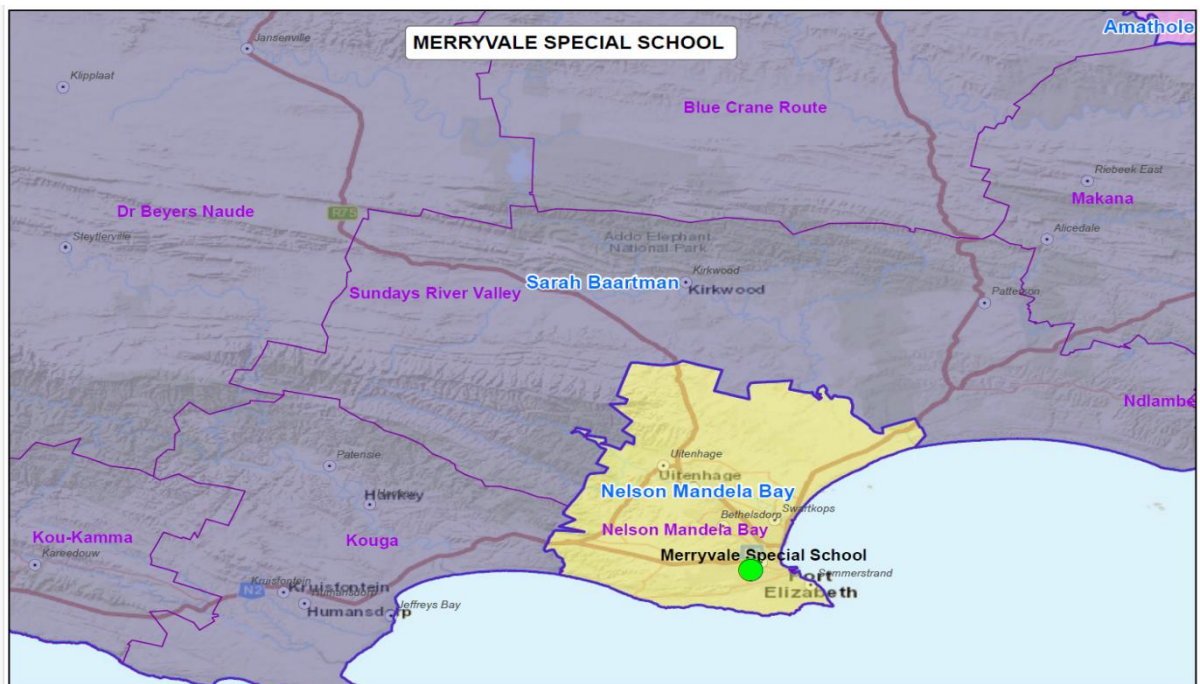 Amathole
MERRYVALE SPECIAL SCHOOL
Jansenville
Klipplaat
Blue Crane Route
Riebeek East
Makana
Dr Beyers Naude
R75
Steytlerville
Alicedale
Addo Elephant
National Park
Kirkwood
Sarah Baartman
Kirkwood
Sundays River Valley
Patterson
Ndlambe
Uitenhage
Uitenhage
Patensie
Nelson Mandela Bay
Hankey
Swartkops
Bethelsdorp
Nelson Mandela Bay
Kou-Kamma
Kouga
Merryvale Special School
Kareedouw
Port
Elizabeth
Summerstrand
Kruisfontein
Kruisfontein
N2
Humansdorp
Humansdorp
Jeffreys Bay